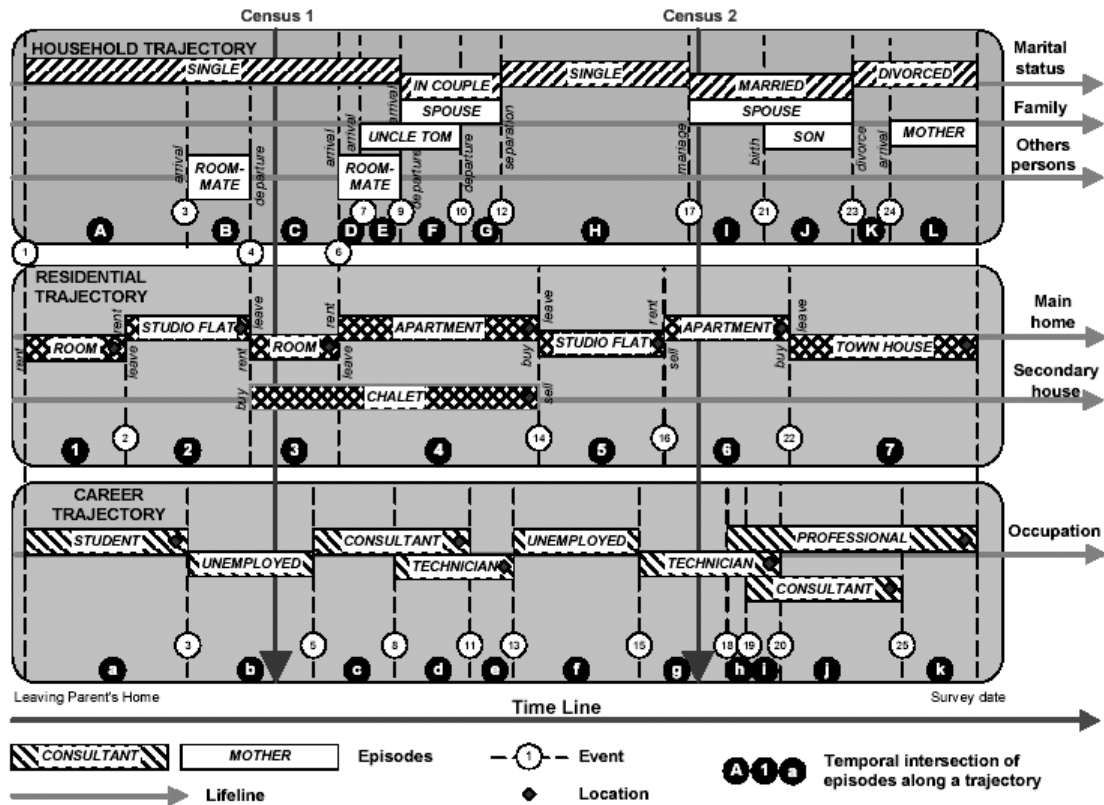 Census 1
Census 2
HOUSEHOLD TRAJECTORY
SINGLE
IN COUPLE
SINGLE
MARRIED
DIVORCED
Marital
status
SPOUSE
SPOUSE
Family
UNCLE TOM
SON
MOTHER
Others
persons
ROOM-
MATE
ROOM-
MATE
arrival
departure
arrival
arrival
arrival
departure
departure
separation
mariage
birth
divorce
arrival
3
7
9
10
12
17
21
23
24
A
B
C
D
E
F
G
H
I
J
K
L
1
4
6
RESIDENTIAL
TRAJECTORY
rent
leave
rent
leave
rent
leave
STUDIO FLAT
APARTMENT
APARTMENT
Main
home
ROOM
ROOM
STUDIO FLAT
TOWN HOUSE
rent
leave
rent
leave
buy
sell
buy
Secondary
house
buy
CHALET
sell
2
14
16
22
1
2
3
4
5
6
7
CAREER
TRAJECTORY
STUDENT
CONSULTANT
UNEMPLOYED
PROFESSIONAL
Occupation
UNEMPLOYED
TECHNICIAN
TECHNICIAN
CONSULTANT
3
5
8
11
13
15
18
19
20
25
a
b
c
d
e
f
g
h
i
j
k
Leaving Parent's Home
Survey date
Time Line
CONSULTANT
MOTHER
Episodes
1
Event
A
1
a
Temporal intersection of
episodes along a trajectory
Lifeline
Location